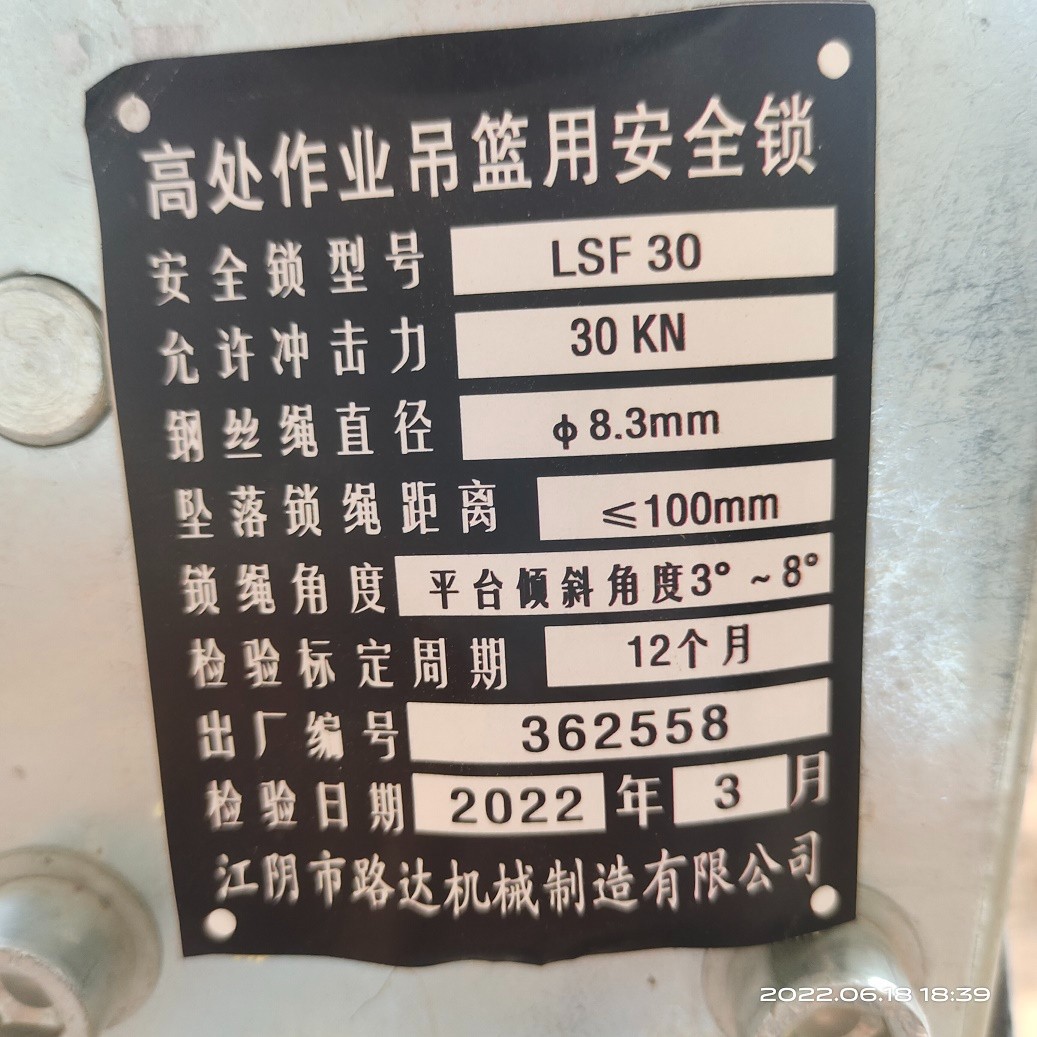 高处作业吊篮用安全锁
安全锁型号 LSF 30
允许冲击力 30 KN
钢丝绳直径 ϕ8.3mm
坠落锁绳距离 ≤100mm
锁绳角度 平台倾斜角度3°~8°
检验标定周期 12个月
出厂编号 362558
检验日期 2022 年 3 月
江阴市路达机械制造有限公司
2022.06.18 18:39